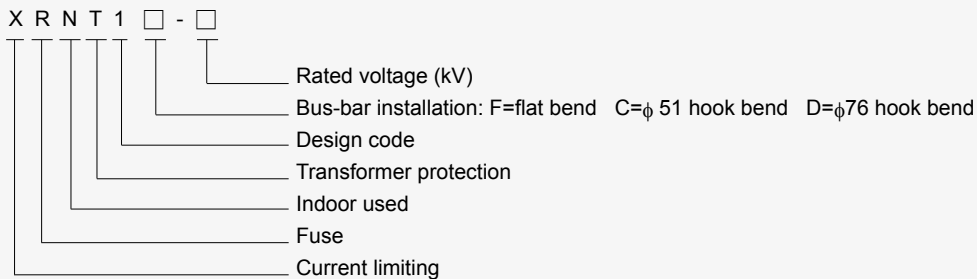 X R N T 1 □ - □
Rated voltage (kV)
Bus-bar installation: F=flat bend C=ϕ 51 hook bend D=ϕ76 hook bend
Design code
Transformer protection
Indoor used
Fuse
Current limiting